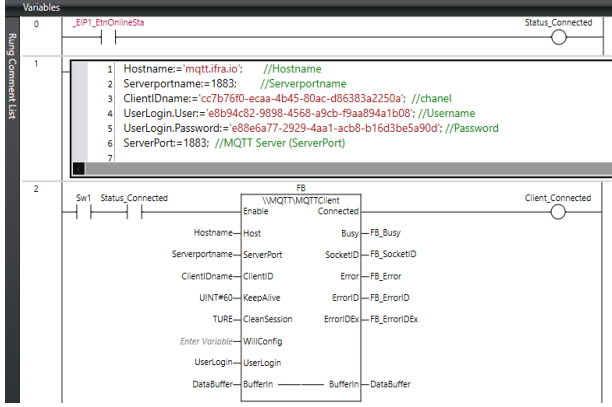 Variables
Rung Comment List
0
_EIP1_EtnOnlineSta
Status_Connected
1
1 Hostname:='mqtt.ifra.io'; //Hostname
2 Serverportname:=1883; //Serverportname
3 ClientIDname:='cc7b76f0-ecaa-4b45-80ac-d86383a2250a'; //chanel
4 UserLogin.User:='e8b94c82-9898-4568-a9cb-f9aa894a1b08'; //Username
5 UserLogin.Password:='e88e6a77-2929-4aa1-acb8-b16d3be5a90d'; //Password
6 ServerPort:=1883; //MQTT Server (ServerPort)
7
2
Sw1 Status_Connected
FB
\\MQTT\MQTTClient
Client_Connected
Enable Connected
Hostname Host Busy FB_Busy
Serverportname ServerPort SocketID FB_SocketID
ClientIDname ClientID Error FB_Error
UINT#60 KeepAlive ErrorID FB_ErrorID
TURE CleanSession ErrorIDEx FB_ErrorIDEx
Enter Variable WillConfig
UserLogin UserLogin
DataBuffer BufferIn BufferIn DataBuffer